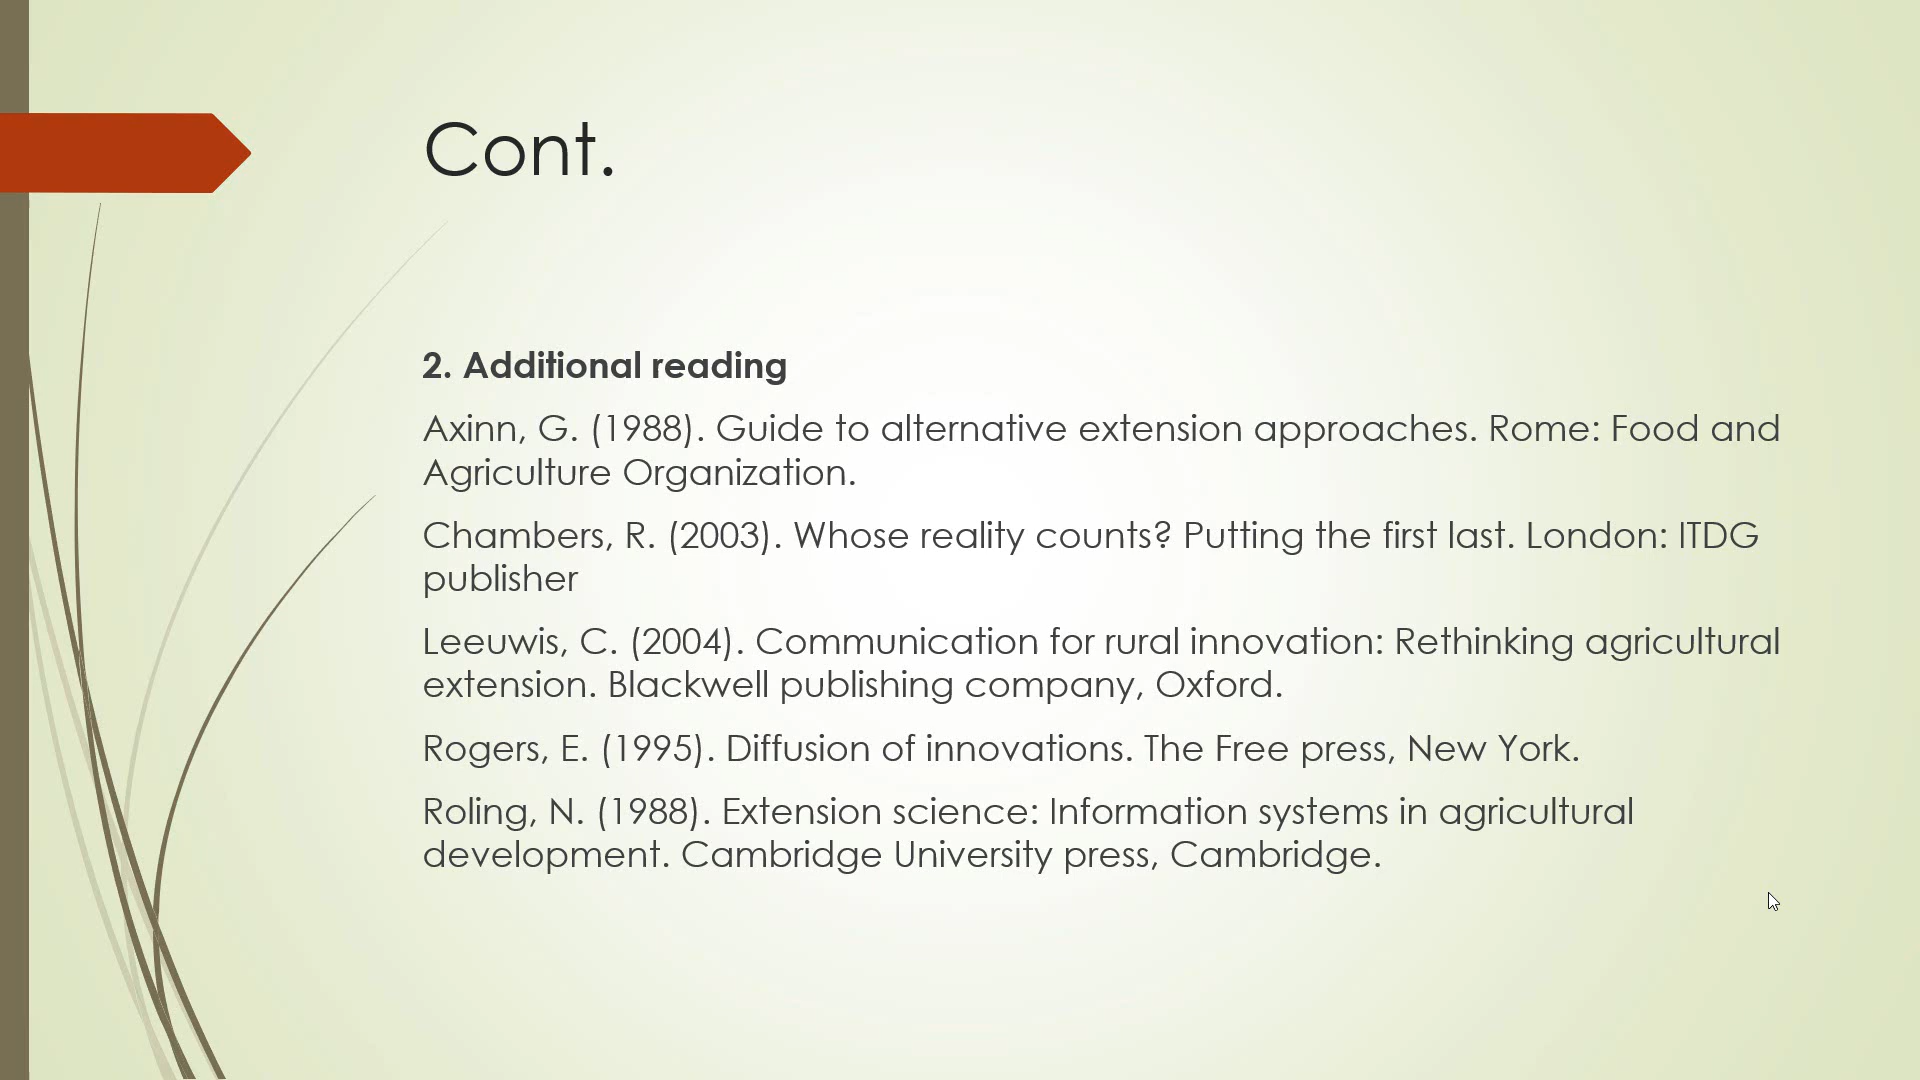 Cont.
2. Additional reading
Axinn, G. (1988). Guide to alternative extension approaches. Rome: Food and
Agriculture Organization.
Chambers, R. (2003). Whose reality counts? Putting the first last. London: ITDG
publisher
Leeuwis, C. (2004). Communication for rural innovation: Rethinking agricultural
extension. Blackwell publishing company, Oxford.
Rogers, E. (1995). Diffusion of innovations. The Free press, New York.
Roling, N. (1988). Extension science: Information systems in agricultural
development. Cambridge University press, Cambridge.